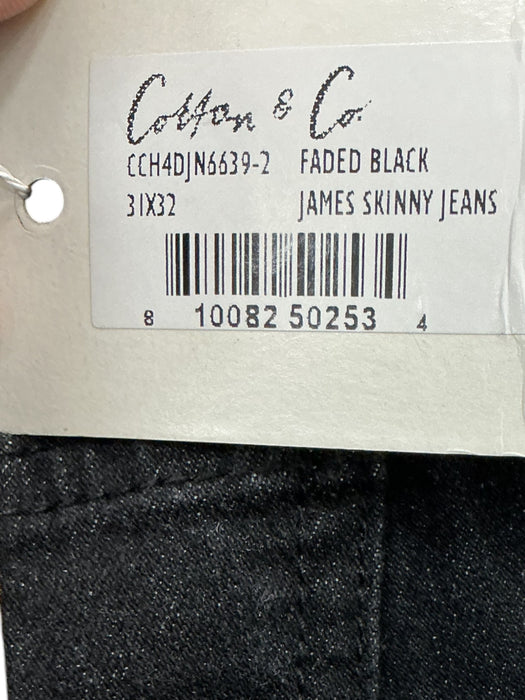 Cotton & Co.
CCH4DJN6639-2 FADED BLACK
31X32 JAMES SKINNY JEANS
8 10082 50253 4